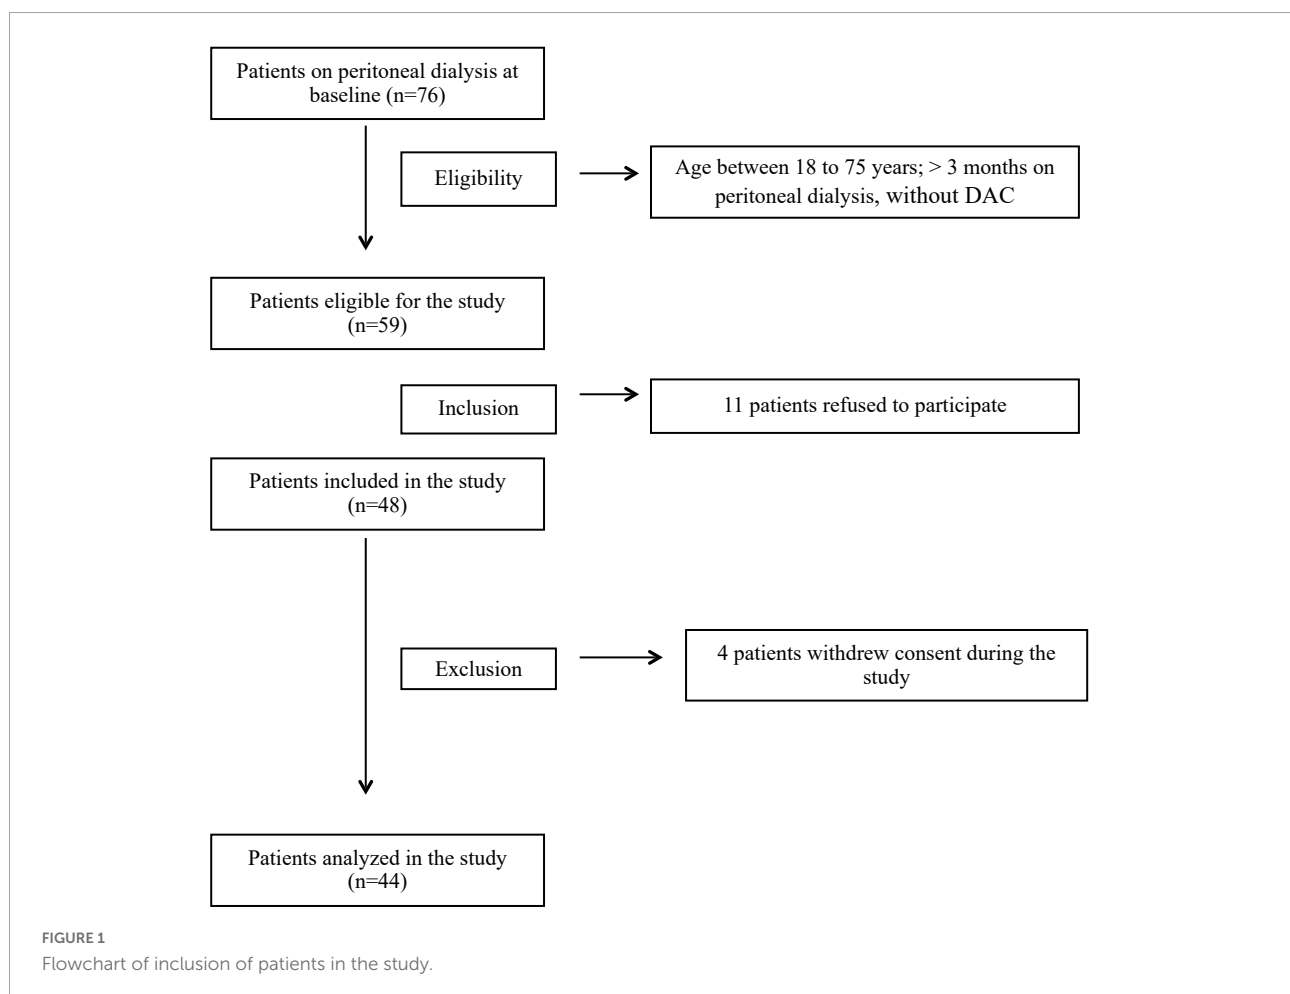 Patients on peritoneal dialysis at
baseline (n=76)
Eligibility
Age between 18 to 75 years; > 3 months on
peritoneal dialysis, without DAC
Patients eligible for the study
(n=59)
Inclusion
11 patients refused to participate
Patients included in the study
(n=48)
Exclusion
4 patients withdrew consent during the
study
Patients analyzed in the study
(n=44)
FIGURE 1
Flowchart of inclusion of patients in the study.